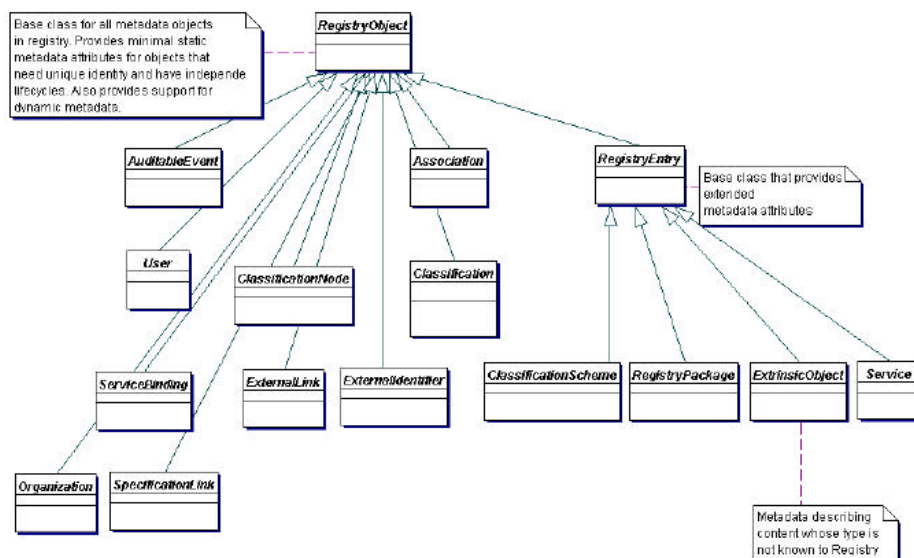 Base class for all metadata objects
in registry. Provides minimal static
metadata attributes for objects that
need unique identity and have independe
lifecycles. Also provides support for
dynamic metadata.
RegistryObject
AuditableEvent
Association
RegistryEntry
Base class that provides
extended
metadata attributes
User
ClassificationNode
Classification
ServiceBinding
ExternalLink
ExternalIdentifier
ClassificationScheme
RegistryPackage
ExtrinsicObject
Service
Organization
SpecificationLink
Metadata describing
content whose type is
not known to Registry